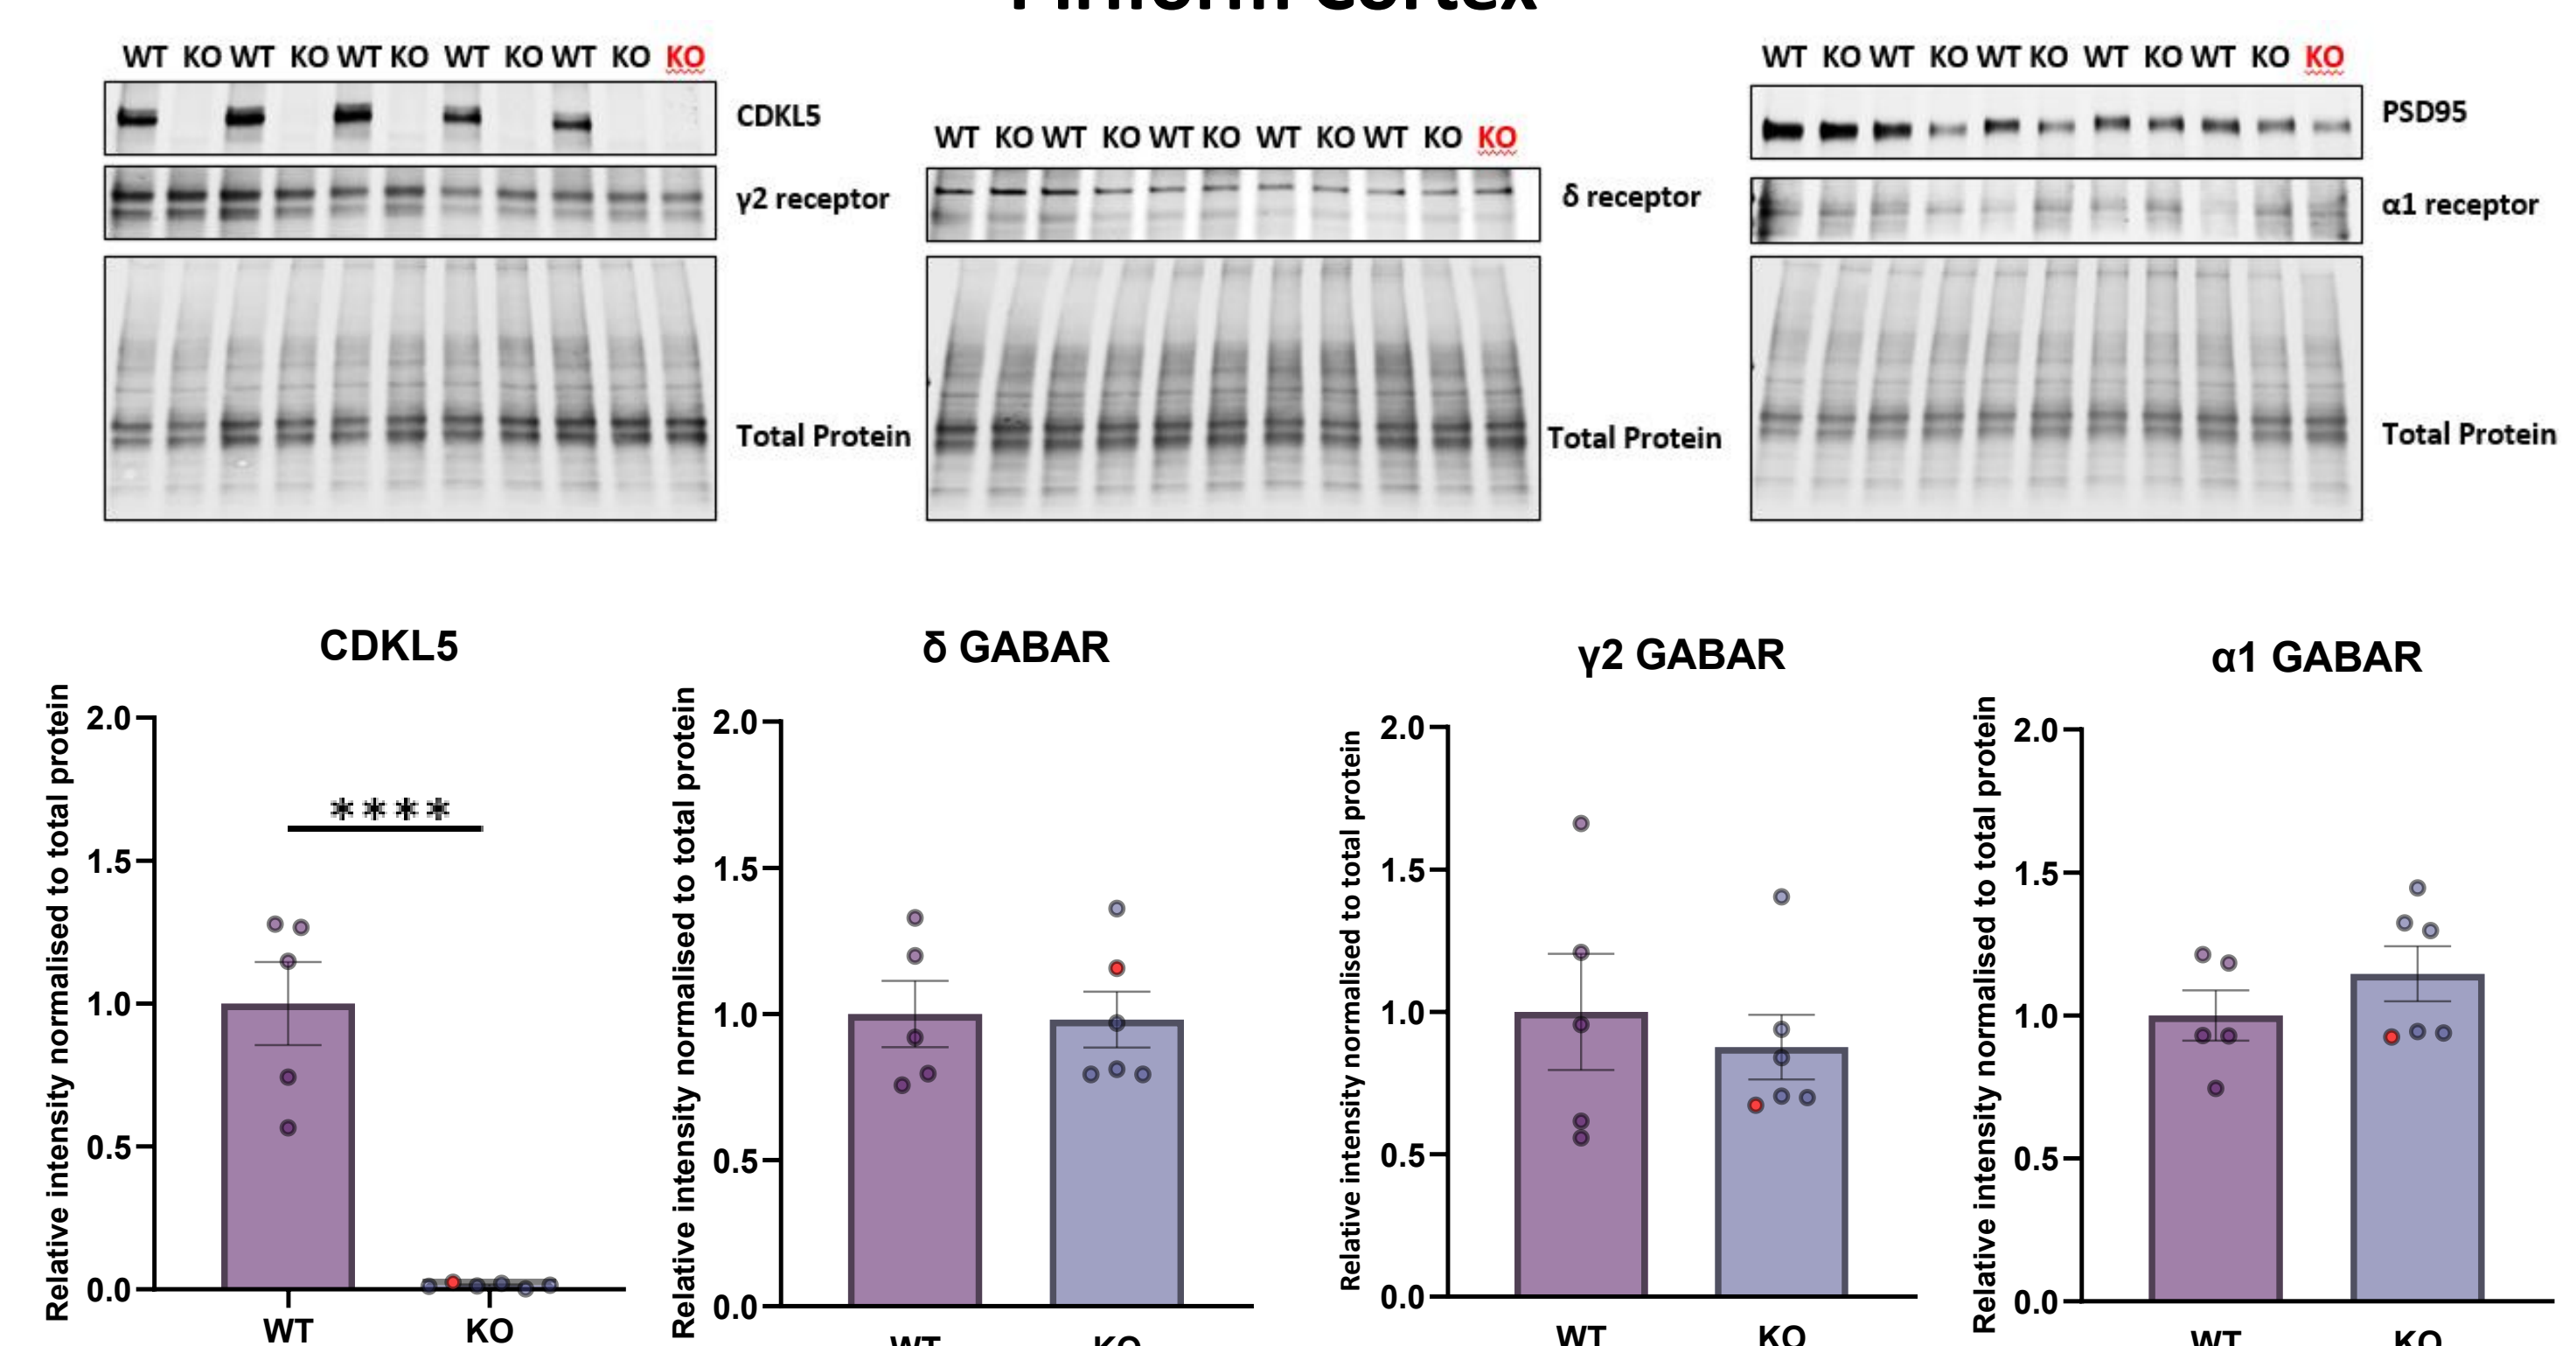 Piriform Cortex
WT KO WT KO WT KO WT KO WT KO KO
CDKL5
γ2 receptor
Total Protein
WT KO WT KO WT KO WT KO WT KO KO
δ receptor
Total Protein
WT KO WT KO WT KO WT KO WT KO KO
PSD95
α1 receptor
Total Protein
CDKL5
Relative intensity normalised to total protein
2.0
1.5
1.0
0.5
0.0
****
WT KO
δ GABAR
Relative intensity normalised to total protein
2.0
1.5
1.0
0.5
0.0
WT KO
γ2 GABAR
Relative intensity normalised to total protein
2.0
1.5
1.0
0.5
0.0
WT KO
α1 GABAR
Relative intensity normalised to total protein
2.0
1.5
1.0
0.5
0.0
WT KO